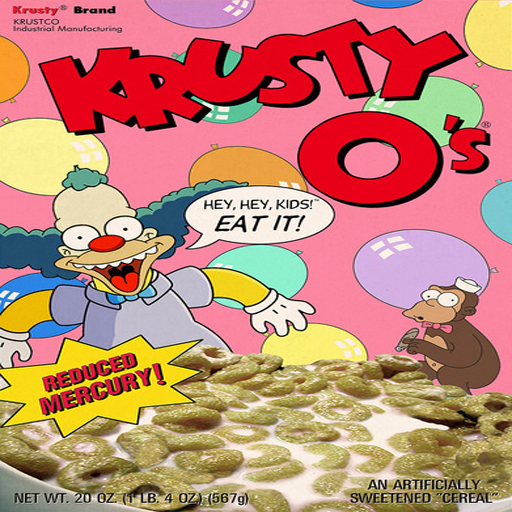 Krusty® Brand
KRUSTCO
Industrial Manufacturing
KRUSTY
O's®
HEY, HEY, KIDS!™
EAT IT!
REDUCED
MERCURY!
NET WT. 20 OZ. (1 LB. 4 OZ.) (567g)
AN ARTIFICIALLY
SWEETENED "CEREAL"